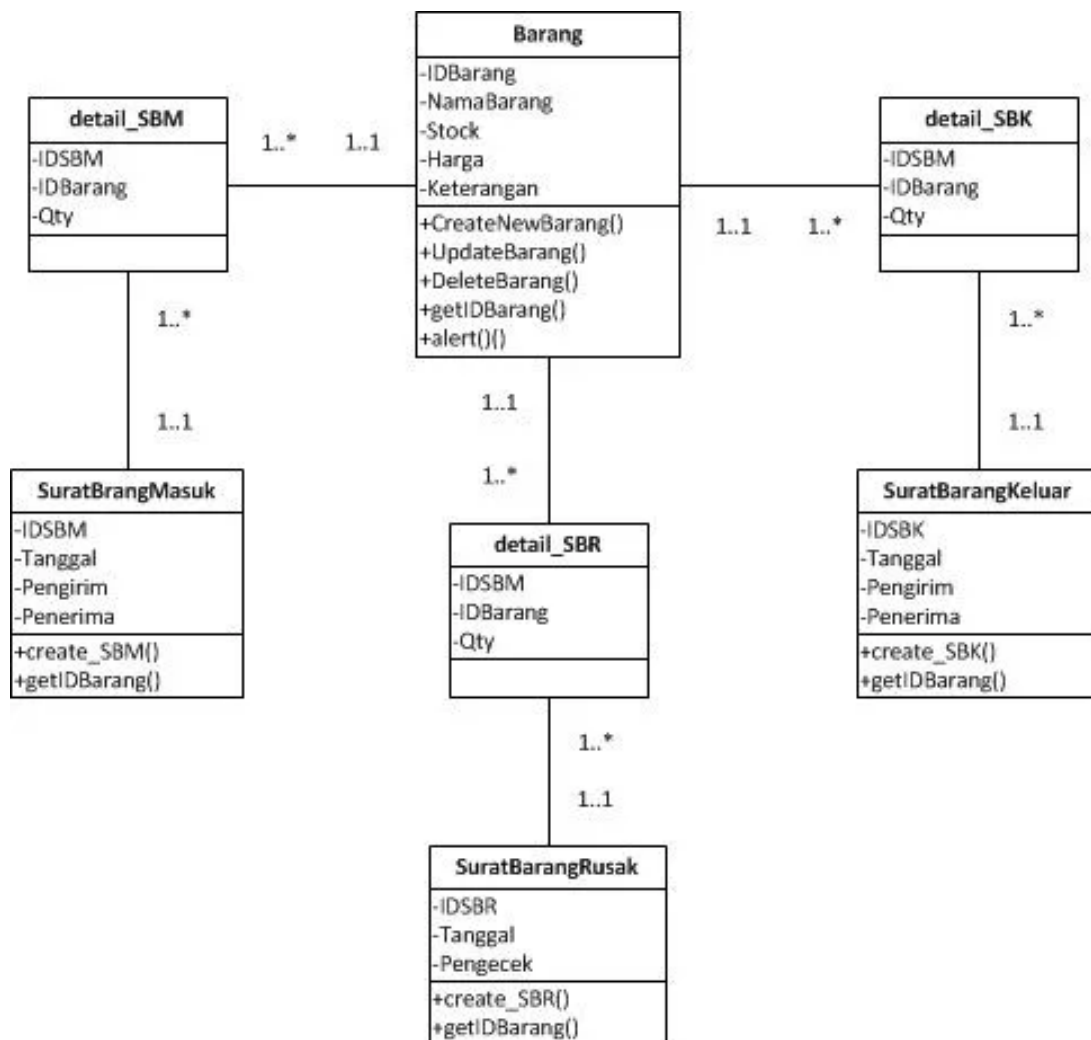 Barang
-IDBarang
-NamaBarang
-Stock
-Harga
-Keterangan
+CreateNewBarang()
+UpdateBarang()
+DeleteBarang()
+getIDBarang()
+alert()()
detail_SBM
-IDSBM
-IDBarang
-Qty
1..* 1..1
detail_SBK
-IDSBM
-IDBarang
-Qty
1..1 1..*
1..*
1..1
SuratBrangMasuk
-IDSBM
-Tanggal
-Pengirim
-Penerima
+create_SBM()
+getIDBarang()
1..1
1..*
detail_SBR
-IDSBM
-IDBarang
-Qty
1..*
1..1
SuratBarangKeluar
-IDSBK
-Tanggal
-Pengirim
-Penerima
+create_SBK()
+getIDBarang()
1..*
1..1
SuratBarangRusak
-IDSBR
-Tanggal
-Pengecek
+create_SBR()
+getIDBarang()